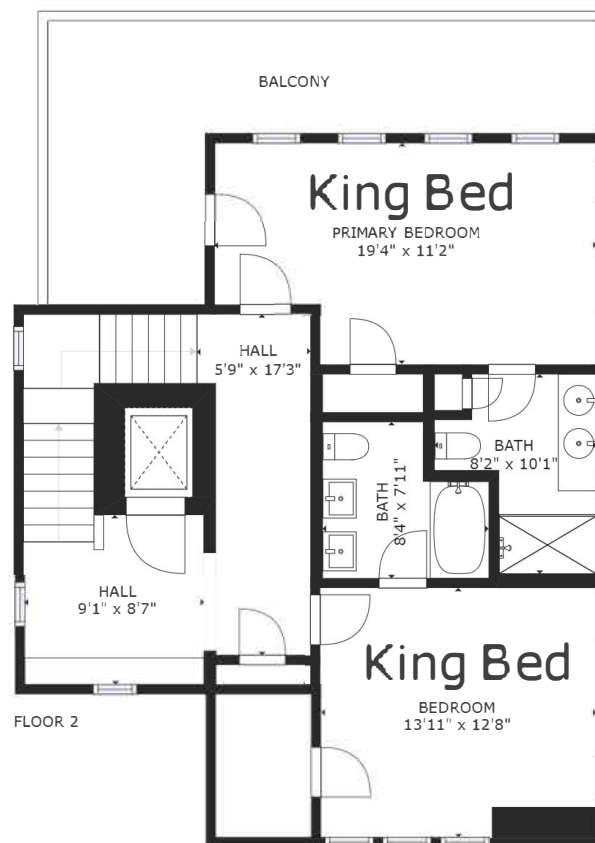 BALCONY
King Bed
PRIMARY BEDROOM
19'4" x 11'2"
HALL
5'9" x 17'3"
BATH
8'2" x 10'1"
BATH
8'4" x 7'11"
HALL
9'1" x 8'7"
King Bed
BEDROOM
13'11" x 12'8"
FLOOR 2